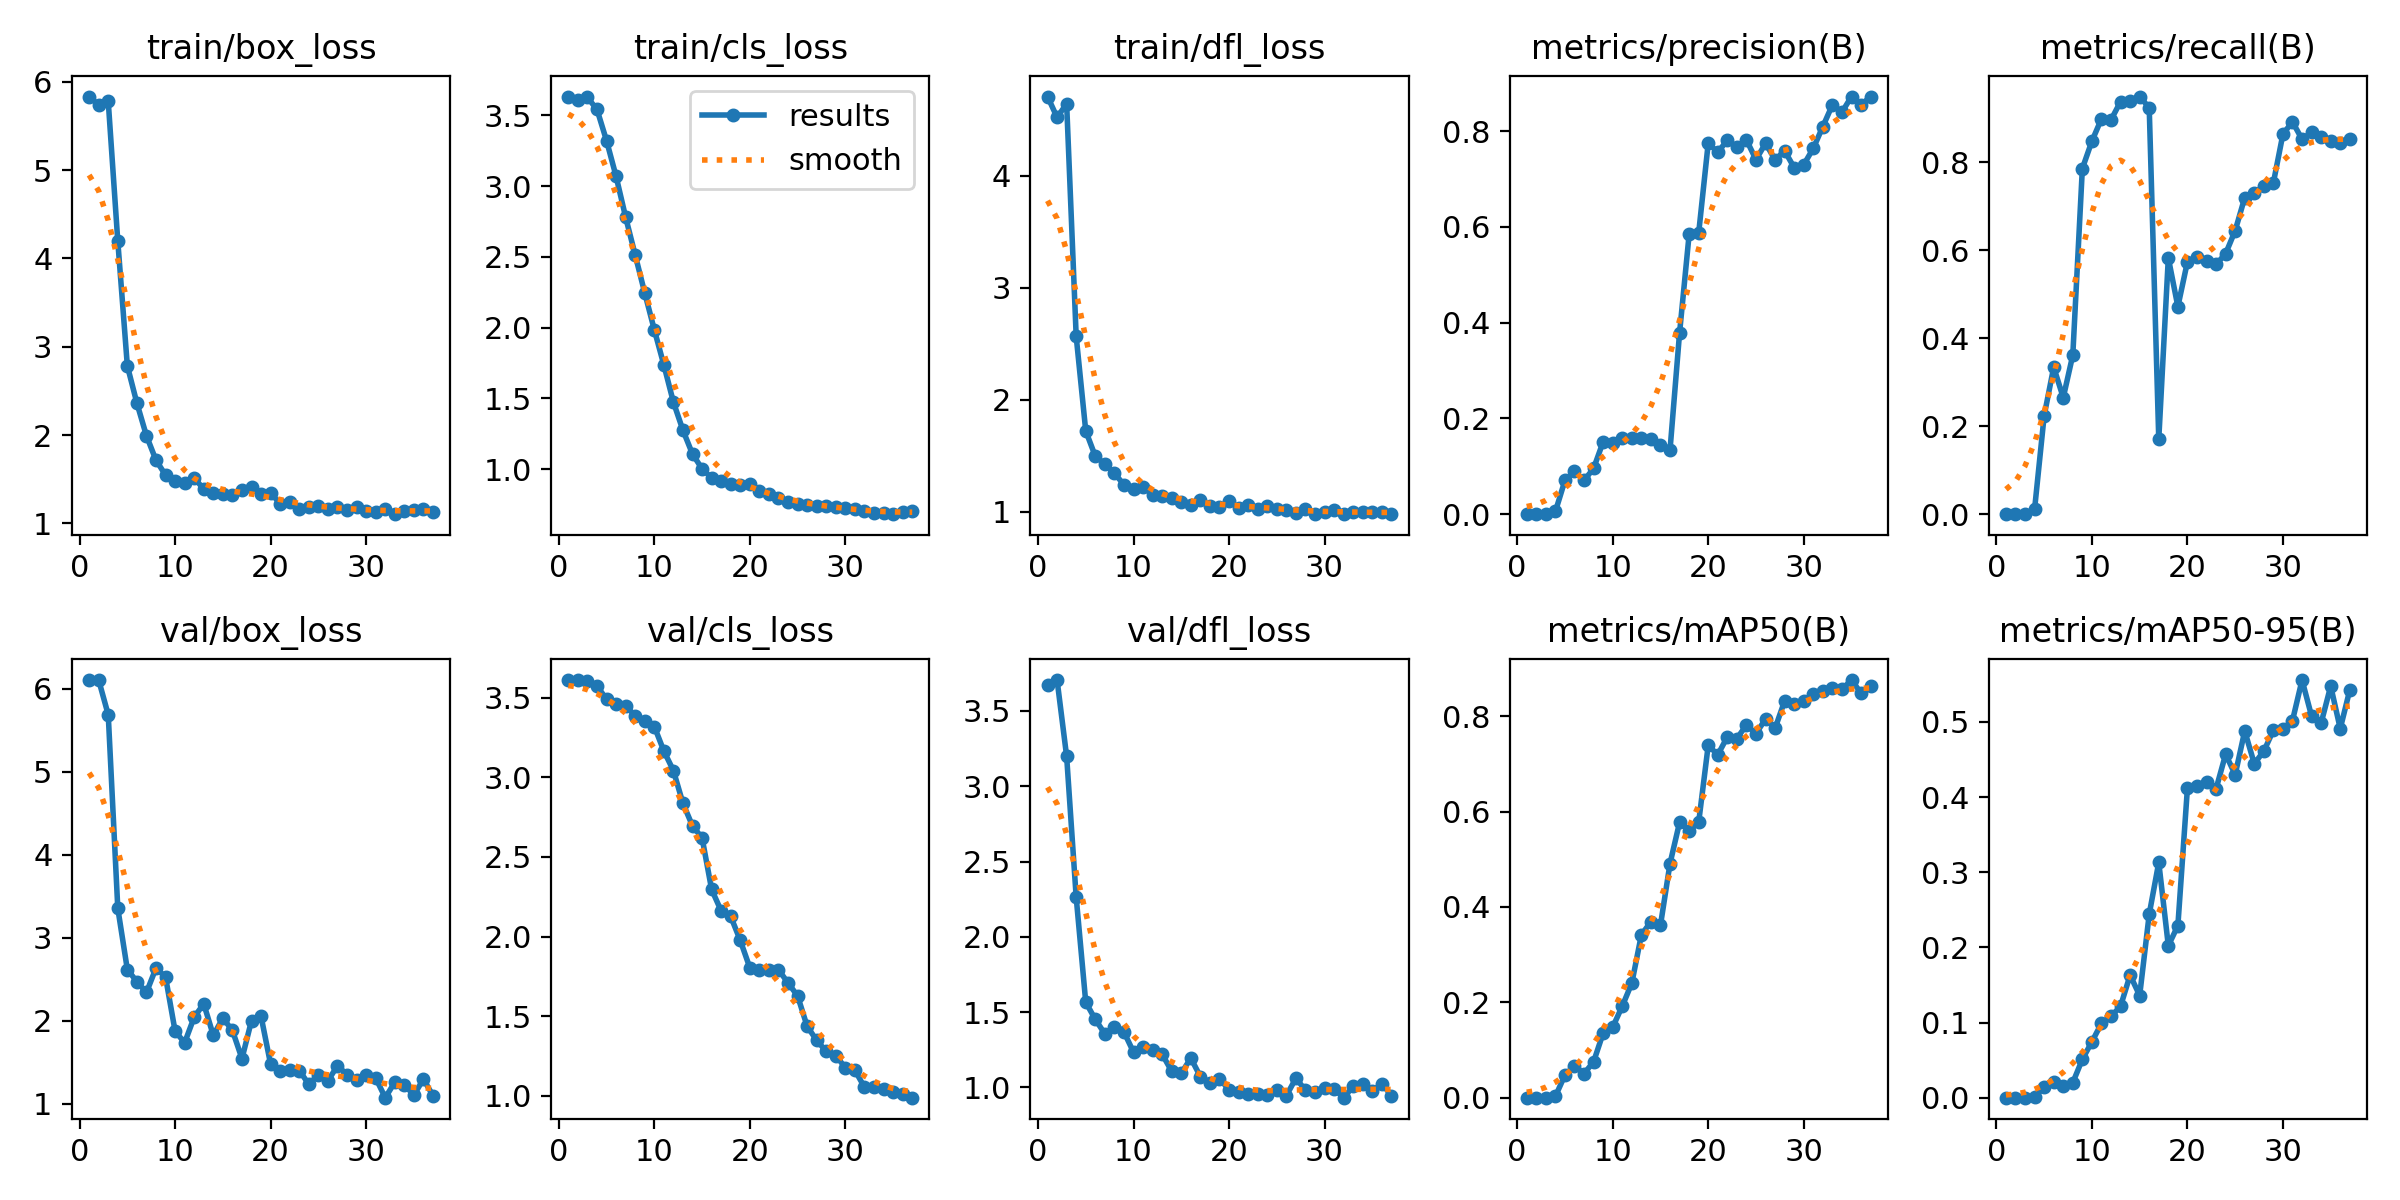 train/box_loss
train/cls_loss
train/dfl_loss
metrics/precision(B)
metrics/recall(B)
6
5
4
3
2
1
0 10 20 30
3.5
3.0
2.5
2.0
1.5
1.0
results
smooth
0 10 20 30
4
3
2
1
0 10 20 30
0.8
0.6
0.4
0.2
0.0
0 10 20 30
0.8
0.6
0.4
0.2
0.0
0 10 20 30
val/box_loss
val/cls_loss
val/dfl_loss
metrics/mAP50(B)
metrics/mAP50-95(B)
6
5
4
3
2
1
0 10 20 30
3.5
3.0
2.5
2.0
1.5
1.0
0 10 20 30
3.5
3.0
2.5
2.0
1.5
1.0
0 10 20 30
0.8
0.6
0.4
0.2
0.0
0 10 20 30
0.5
0.4
0.3
0.2
0.1
0.0
0 10 20 30